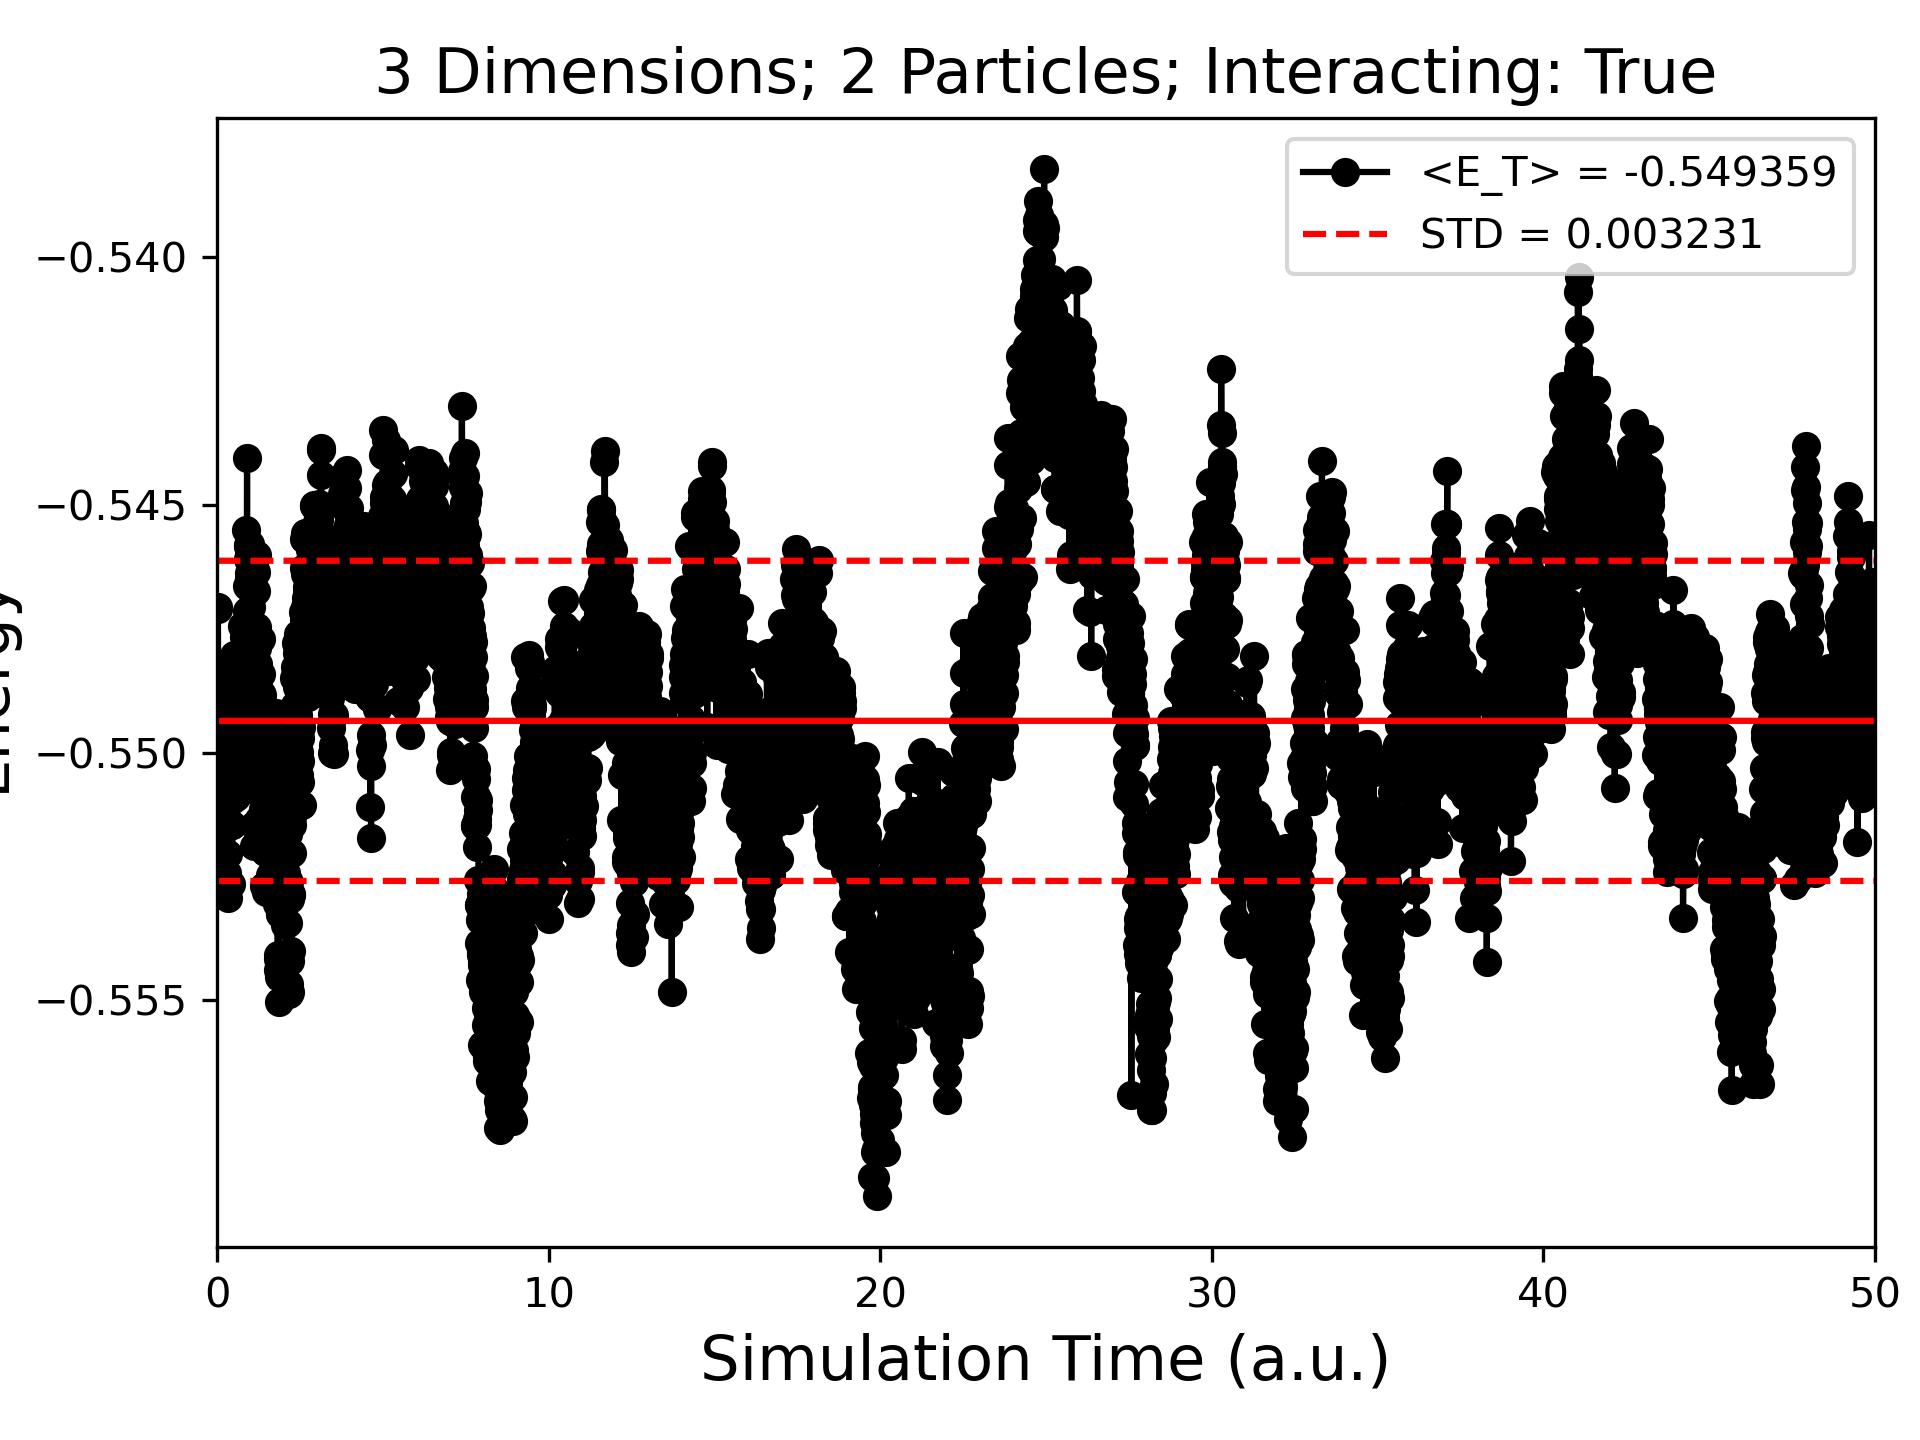 3 Dimensions; 2 Particles; Interacting: True
<E_T> = -0.549359
STD = 0.003231
Energy
−0.540
−0.545
−0.550
−0.555
0 10 20 30 40 50
Simulation Time (a.u.)